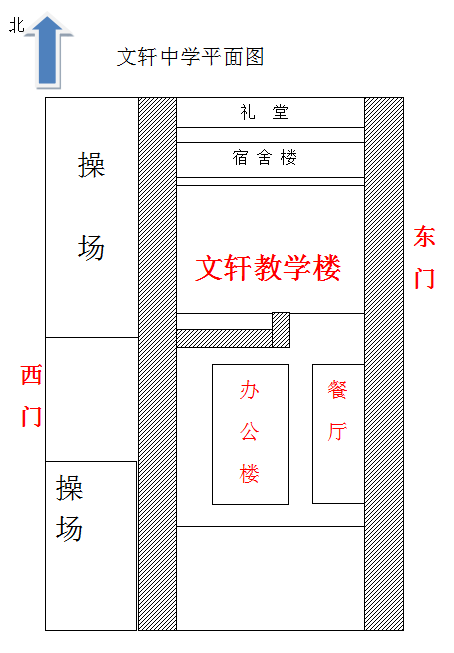 北
文轩中学平面图
礼 堂
宿 舍 楼
操
场
文轩教学楼
东
门
西
门
办
公
楼
餐
厅
操
场